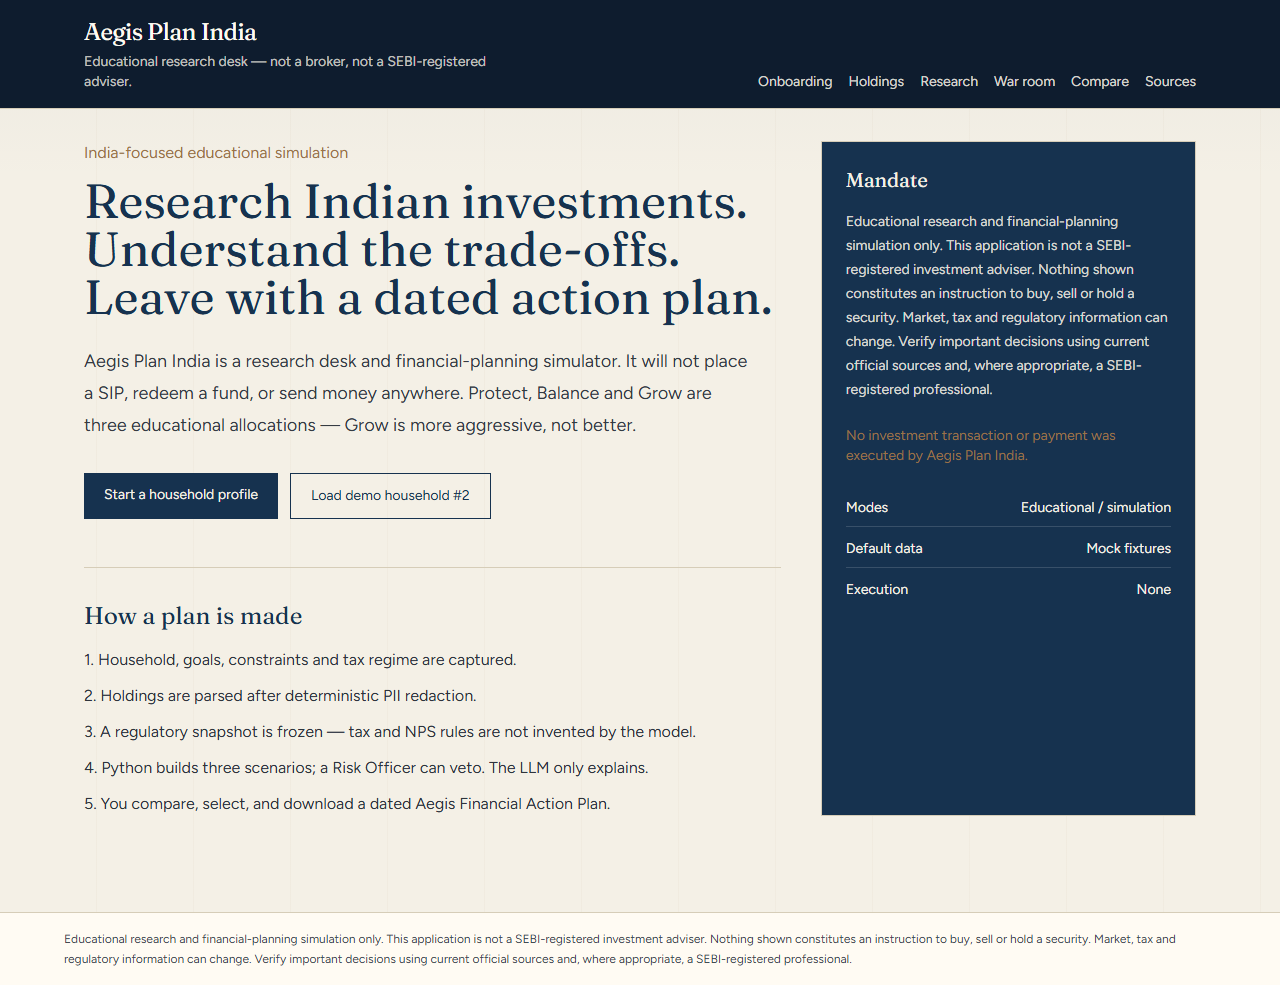 Aegis Plan India
Educational research desk — not a broker, not a SEBI-registered
adviser.
Onboarding Holdings Research War room Compare Sources
India-focused educational simulation
Research Indian investments.
Understand the trade-offs.
Leave with a dated action plan.
Aegis Plan India is a research desk and financial-planning simulator. It will not place
a SIP, redeem a fund, or send money anywhere. Protect, Balance and Grow are
three educational allocations — Grow is more aggressive, not better.
Start a household profile
Load demo household #2
How a plan is made
1. Household, goals, constraints and tax regime are captured.
2. Holdings are parsed after deterministic PII redaction.
3. A regulatory snapshot is frozen — tax and NPS rules are not invented by the model.
4. Python builds three scenarios; a Risk Officer can veto. The LLM only explains.
5. You compare, select, and download a dated Aegis Financial Action Plan.
Mandate
Educational research and financial-planning
simulation only. This application is not a SEBI-
registered investment adviser. Nothing shown
constitutes an instruction to buy, sell or hold a
security. Market, tax and regulatory information can
change. Verify important decisions using current
official sources and, where appropriate, a SEBI-
registered professional.
No investment transaction or payment was
executed by Aegis Plan India.
Modes Educational / simulation
Default data Mock fixtures
Execution None
Educational research and financial-planning simulation only. This application is not a SEBI-registered investment adviser. Nothing shown constitutes an instruction to buy, sell or hold a security. Market, tax and
regulatory information can change. Verify important decisions using current official sources and, where appropriate, a SEBI-registered professional.